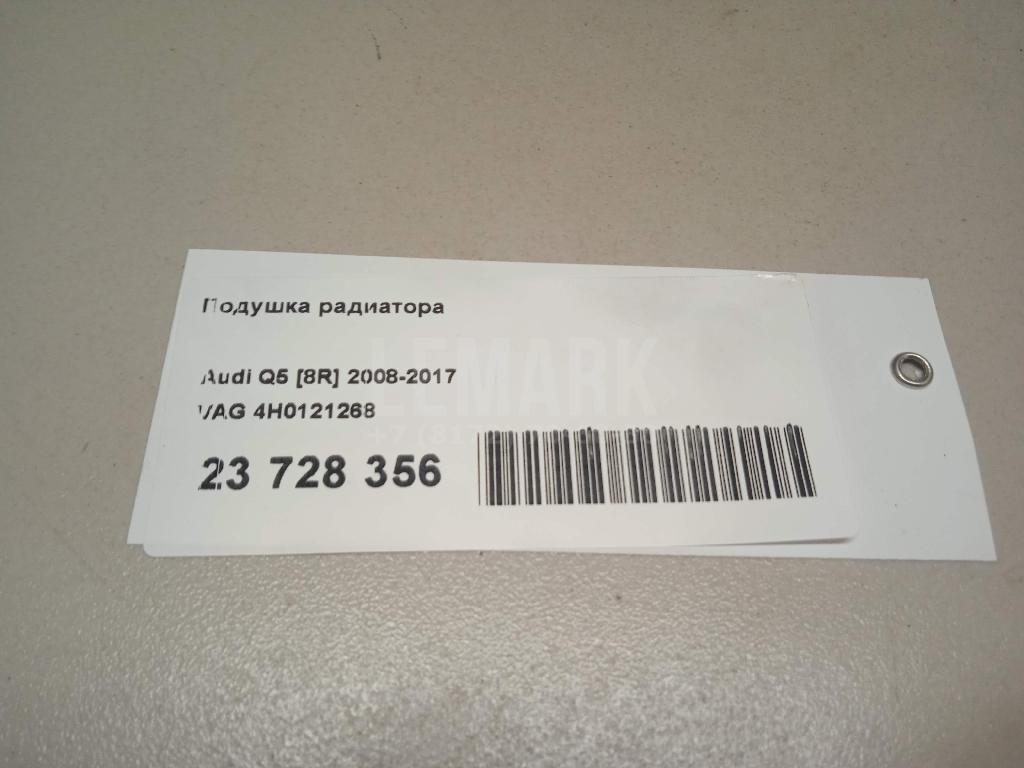 Подушка радиатора
LEMARK
Audi Q5 [8R] 2008-2017
VAG 4H0121268
23 728 356